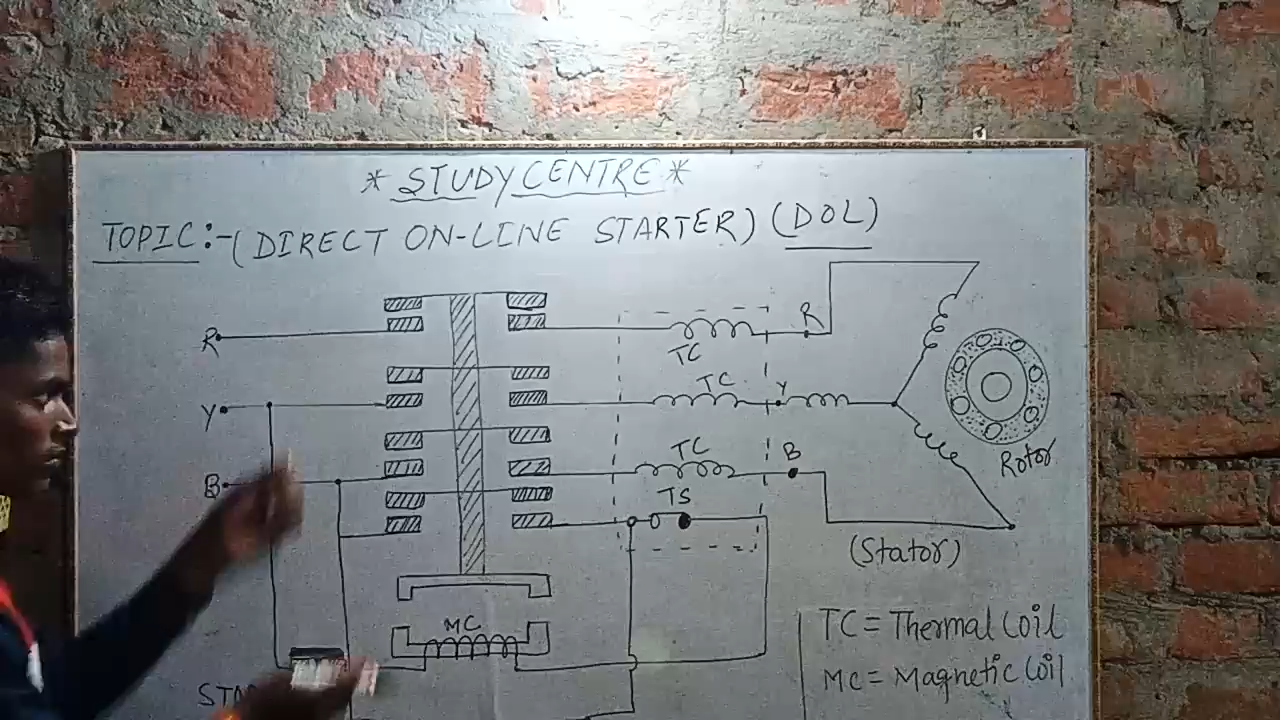 * STUDY CENTRE *
TOPIC:-(DIRECT ON-LINE STARTER) (DOL)
R
R
TC
TC
Y
Y
TC
B
B
TS
Rotor
(Stator)
MC
TC = Thermal Coil
MC = Magnetic Coil